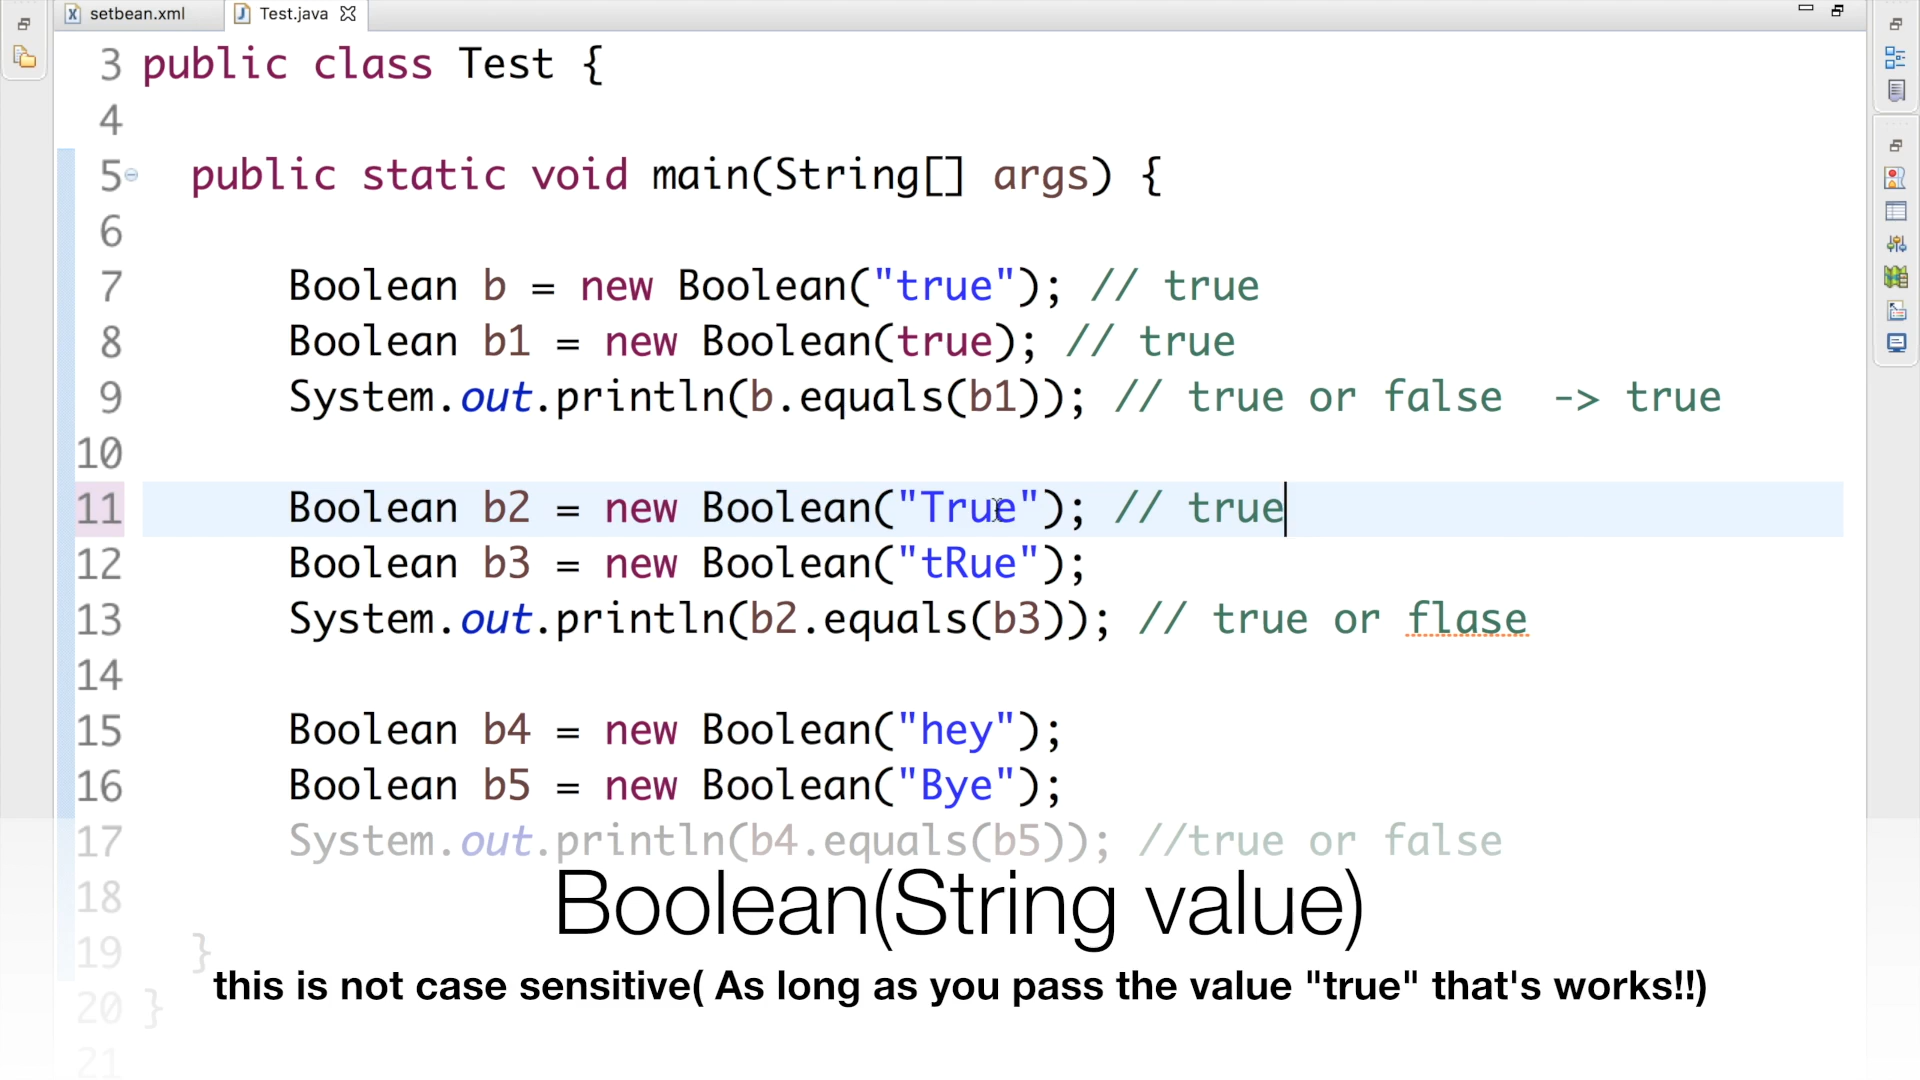 setbean.xml
Test.java
3 public class Test {
4
5 public static void main(String[] args) {
6
7 Boolean b = new Boolean("true"); // true
8 Boolean b1 = new Boolean(true); // true
9 System.out.println(b.equals(b1)); // true or false -> true
10
11 Boolean b2 = new Boolean("True"); // true
12 Boolean b3 = new Boolean("tRue");
13 System.out.println(b2.equals(b3)); // true or flase
14
15 Boolean b4 = new Boolean("hey");
16 Boolean b5 = new Boolean("Bye");
17 System.out.println(b4.equals(b5)); //true or false
18
19 }
20 }
21
Boolean(String value)
this is not case sensitive( As long as you pass the value "true" that's works!!)